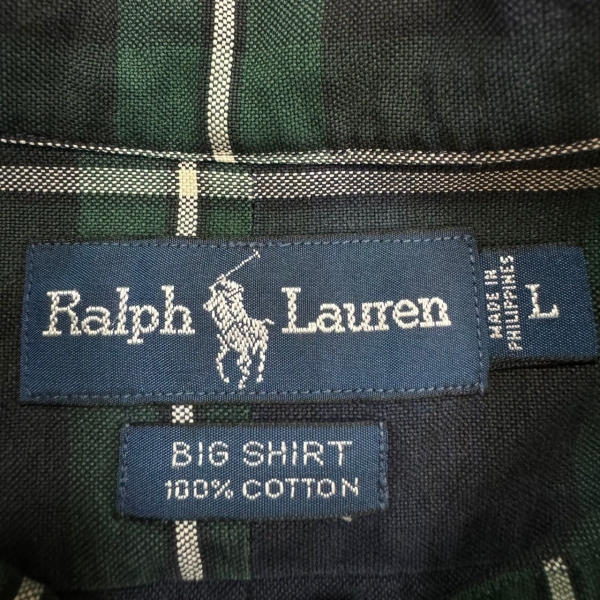 Ralph Lauren
MADE IN
PHILIPPINES
L
BIG SHIRT
100% COTTON